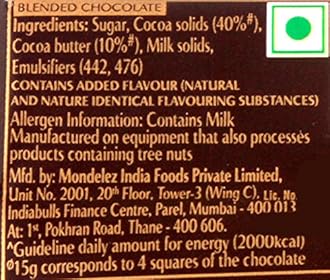 BLENDED CHOCOLATE
Ingredients: Sugar, Cocoa solids (40%#),
Cocoa butter (10%#), Milk solids,
Emulsifiers (442, 476)
CONTAINS ADDED FLAVOUR (NATURAL
AND NATURE IDENTICAL FLAVOURING SUBSTANCES)
Allergen Information: Contains Milk
Manufactured on equipment that also processes
products containing tree nuts
Mfd. by: Mondelez India Foods Private Limited,
Unit No. 2001, 20th Floor, Tower-3 (Wing C), Lic. No.
Indiabulls Finance Centre, Parel, Mumbai - 400 013
At: 1st, Pokhran Road, Thane - 400 606.
^Guideline daily amount for energy (2000kcal)
Ø15g corresponds to 4 squares of the chocolate